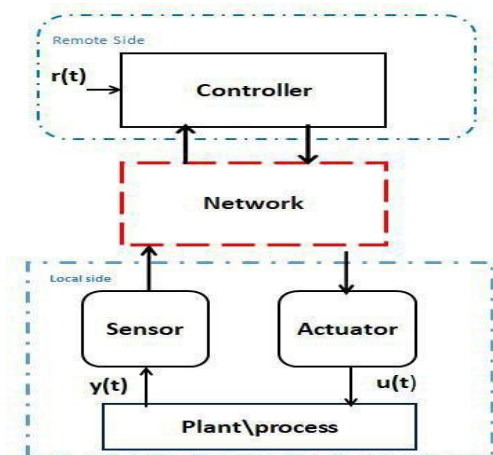 Remote Side
r(t)
Controller
Network
Local side
Sensor
Actuator
y(t)
u(t)
Plant\process